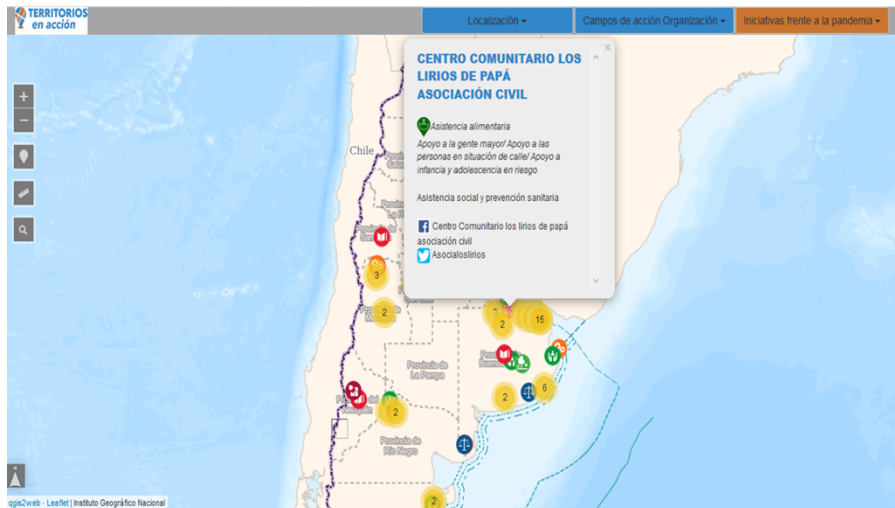 TERRITORIOS
en acción
Localización
Campos de acción Organización
Iniciativas frente a la pandemia
CENTRO COMUNITARIO LOS
LIRIOS DE PAPÁ
ASOCIACIÓN CIVIL
×
Asistencia alimentaria
Apoyo a la gente mayor/ Apoyo a las
personas en situación de calle/ Apoyo a
infancia y adolescencia en riesgo
Asistencia social y prevención sanitaria
Centro Comunitario los lirios de papá
asociación civil
Asocialoslirios
+
−
Chile
3
2
3
2
15
Provincia de
La Pampa
2
6
2
Provincia de
Río Negro
2
qgis2web · Leaflet | Instituto Geográfico Nacional